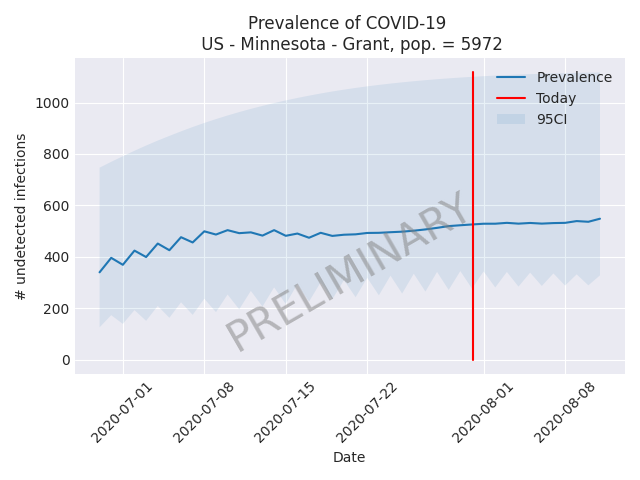 Prevalence of COVID-19
US - Minnesota - Grant, pop. = 5972
# undetected infections
1000
800
600
400
200
0
Prevalence
Today
95CI
PRELIMINARY
2020-07-01
2020-07-08
2020-07-15
2020-07-22
2020-08-01
2020-08-08
Date